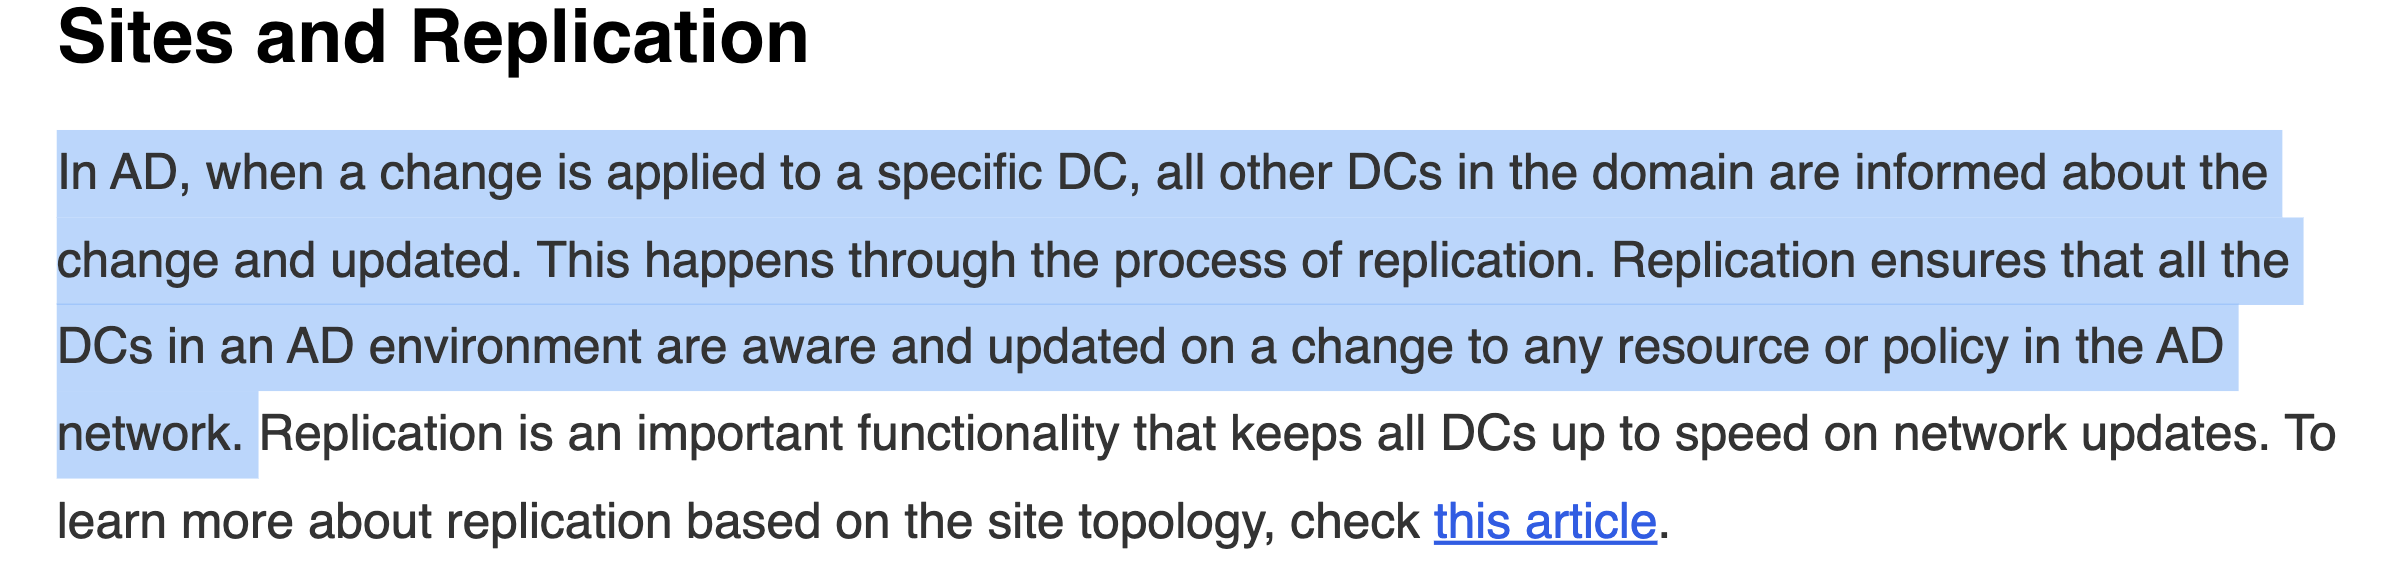 Sites and Replication
In AD, when a change is applied to a specific DC, all other DCs in the domain are informed about the
change and updated. This happens through the process of replication. Replication ensures that all the
DCs in an AD environment are aware and updated on a change to any resource or policy in the AD
network. Replication is an important functionality that keeps all DCs up to speed on network updates. To
learn more about replication based on the site topology, check this article.